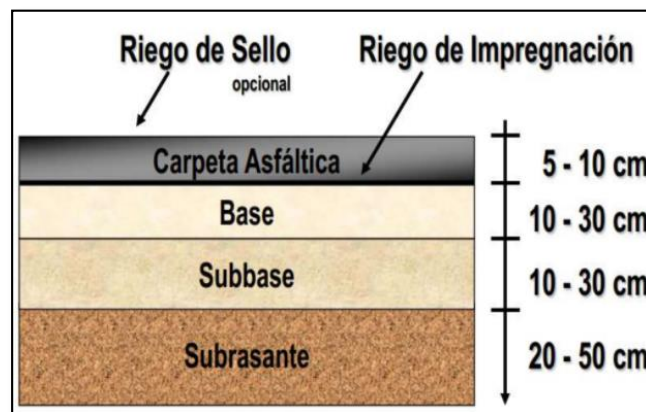 Riego de Sello
opcional
Riego de Impregnación
Carpeta Asfáltica
5 - 10 cm
Base
10 - 30 cm
Subbase
10 - 30 cm
Subrasante
20 - 50 cm